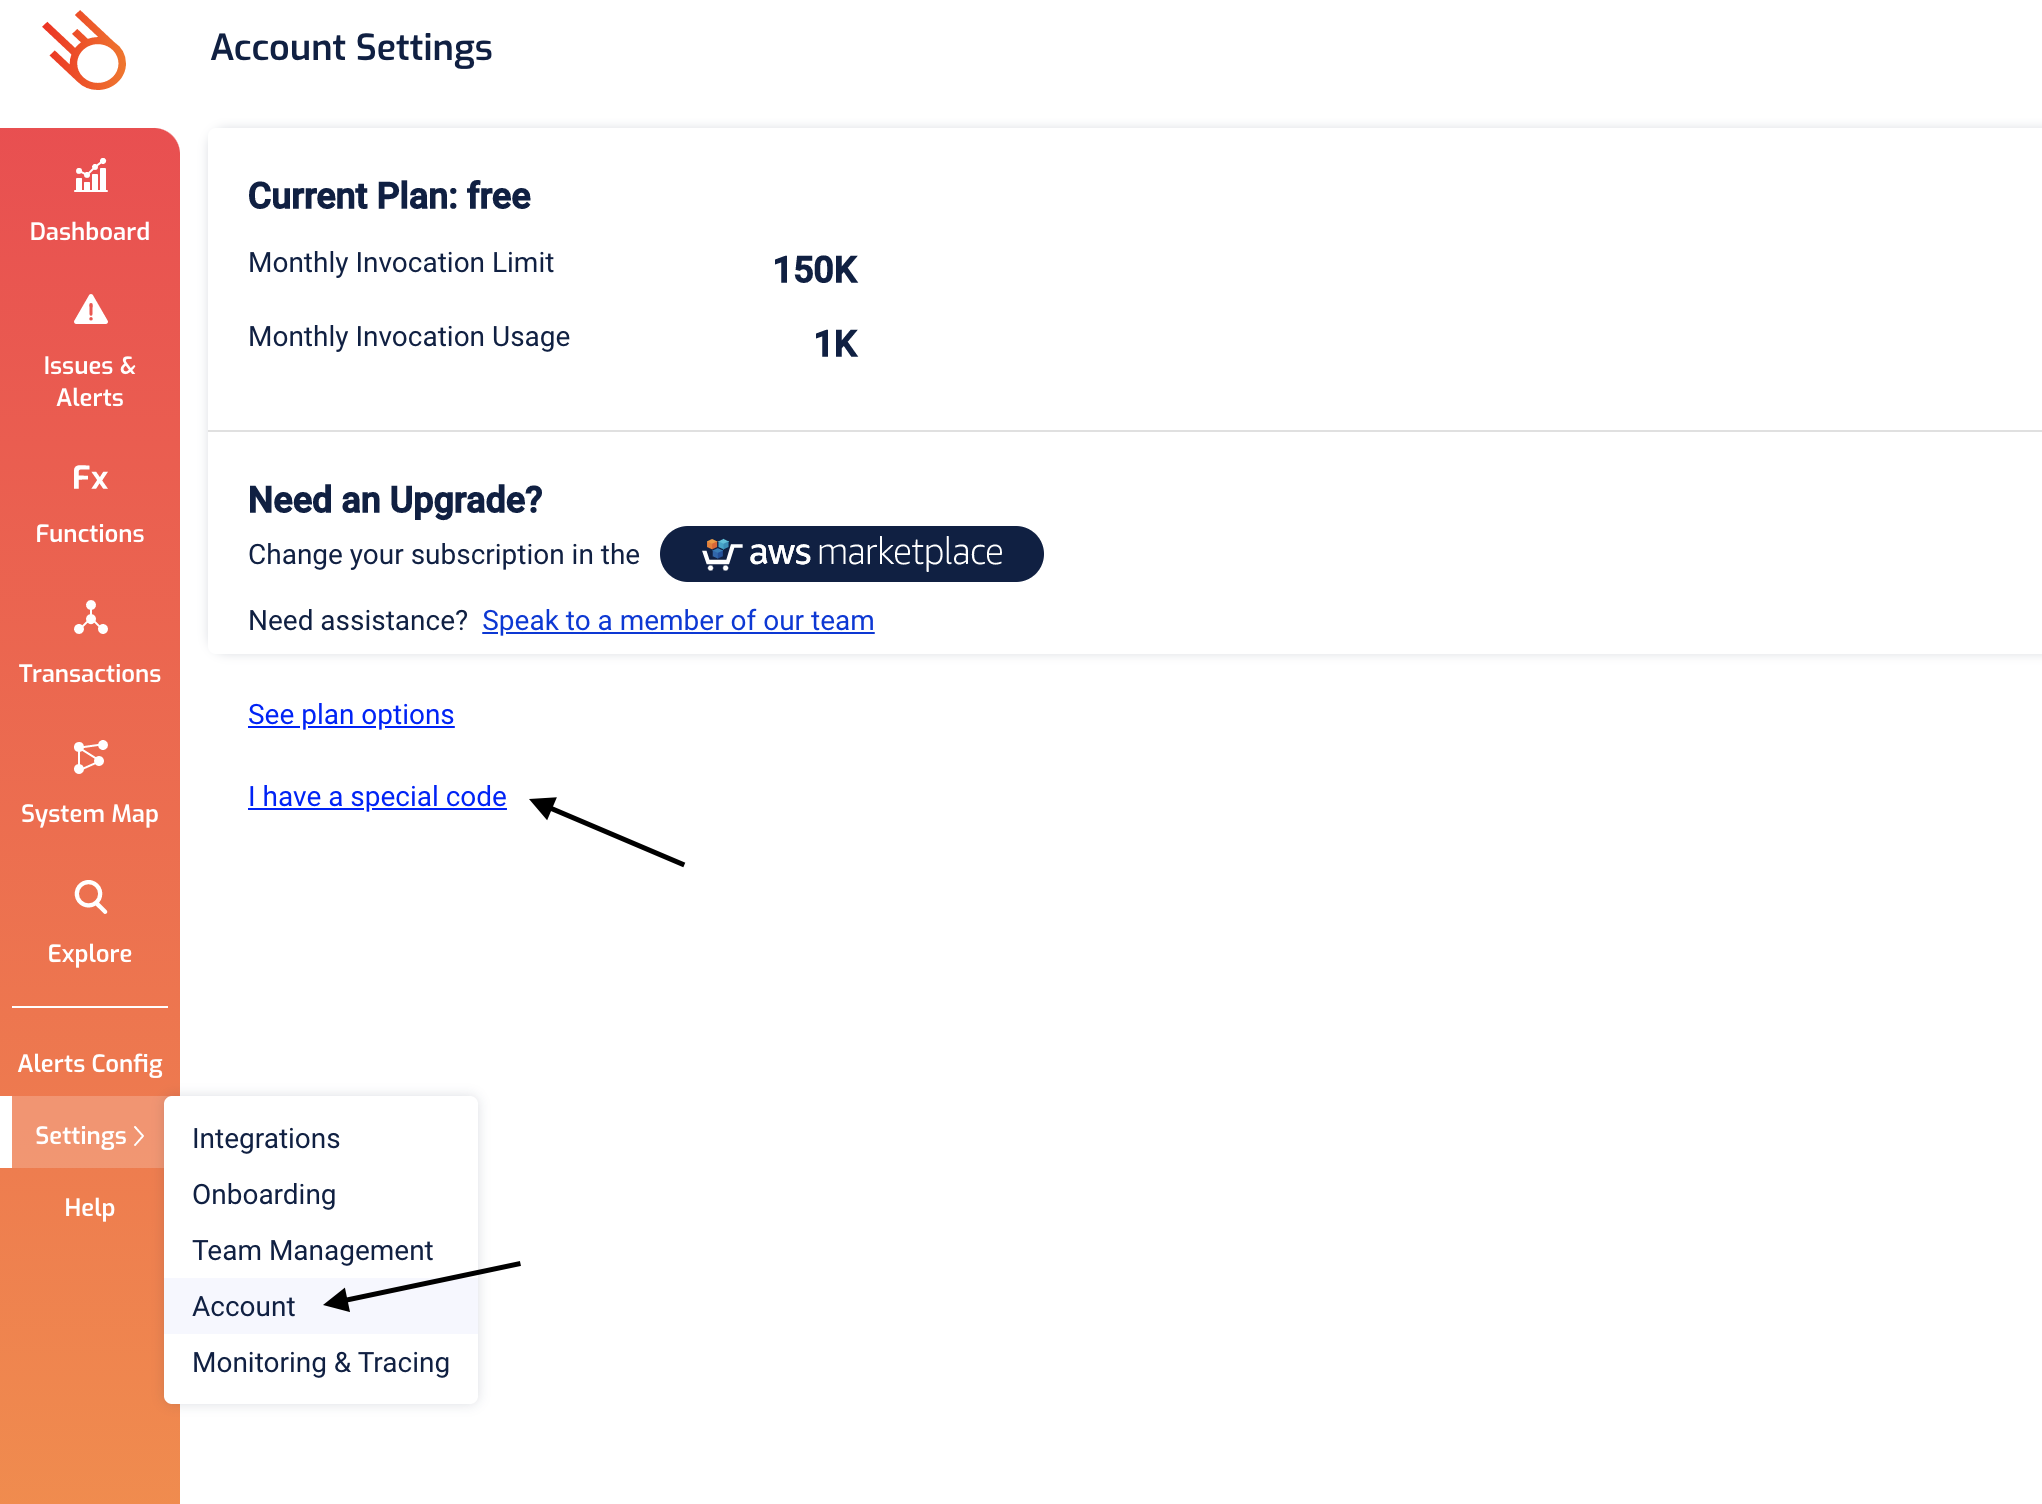 Account Settings
Dashboard
Issues &
Alerts
Fx
Functions
Transactions
System Map
Explore
Alerts Config
Settings
Help
Current Plan: free
Monthly Invocation Limit 150K
Monthly Invocation Usage 1K
Need an Upgrade?
Change your subscription in the aws marketplace
Need assistance? Speak to a member of our team
See plan options
I have a special code
Integrations
Onboarding
Team Management
Account
Monitoring & Tracing